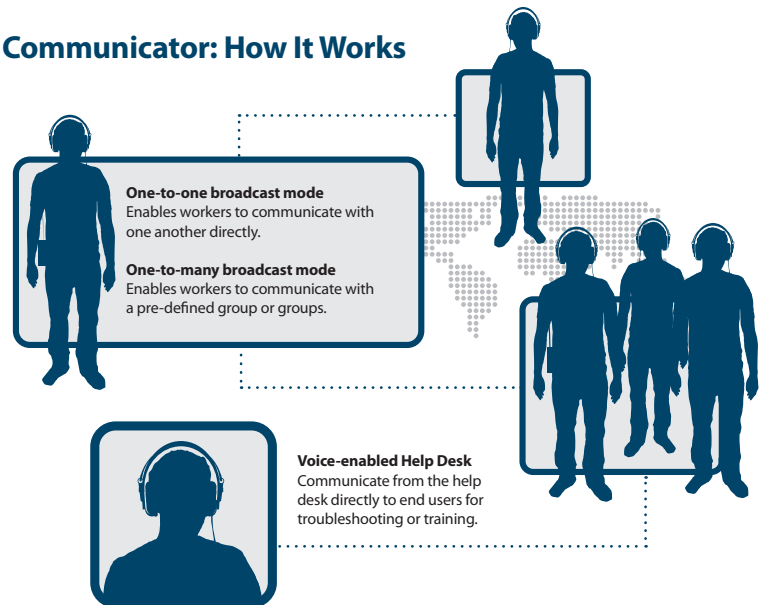 Communicator: How It Works
One-to-one broadcast mode
Enables workers to communicate with
one another directly.
One-to-many broadcast mode
Enables workers to communicate with
a pre-defined group or groups.
Voice-enabled Help Desk
Communicate from the help
desk directly to end users for
troubleshooting or training.